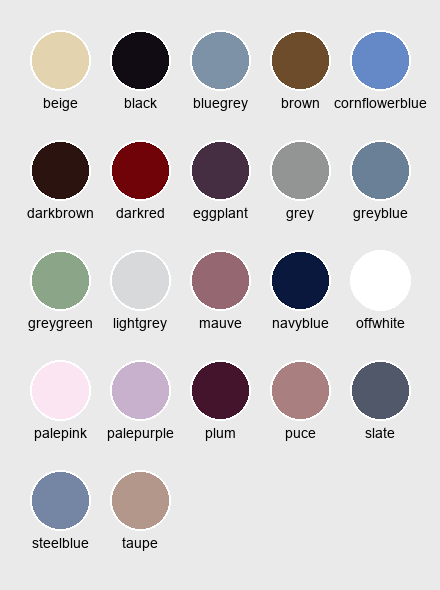 beige black bluegrey brown cornflowerblue
darkbrown darkred eggplant grey greyblue
greygreen lightgrey mauve navyblue offwhite
palepink palepurple plum puce slate
steelblue taupe